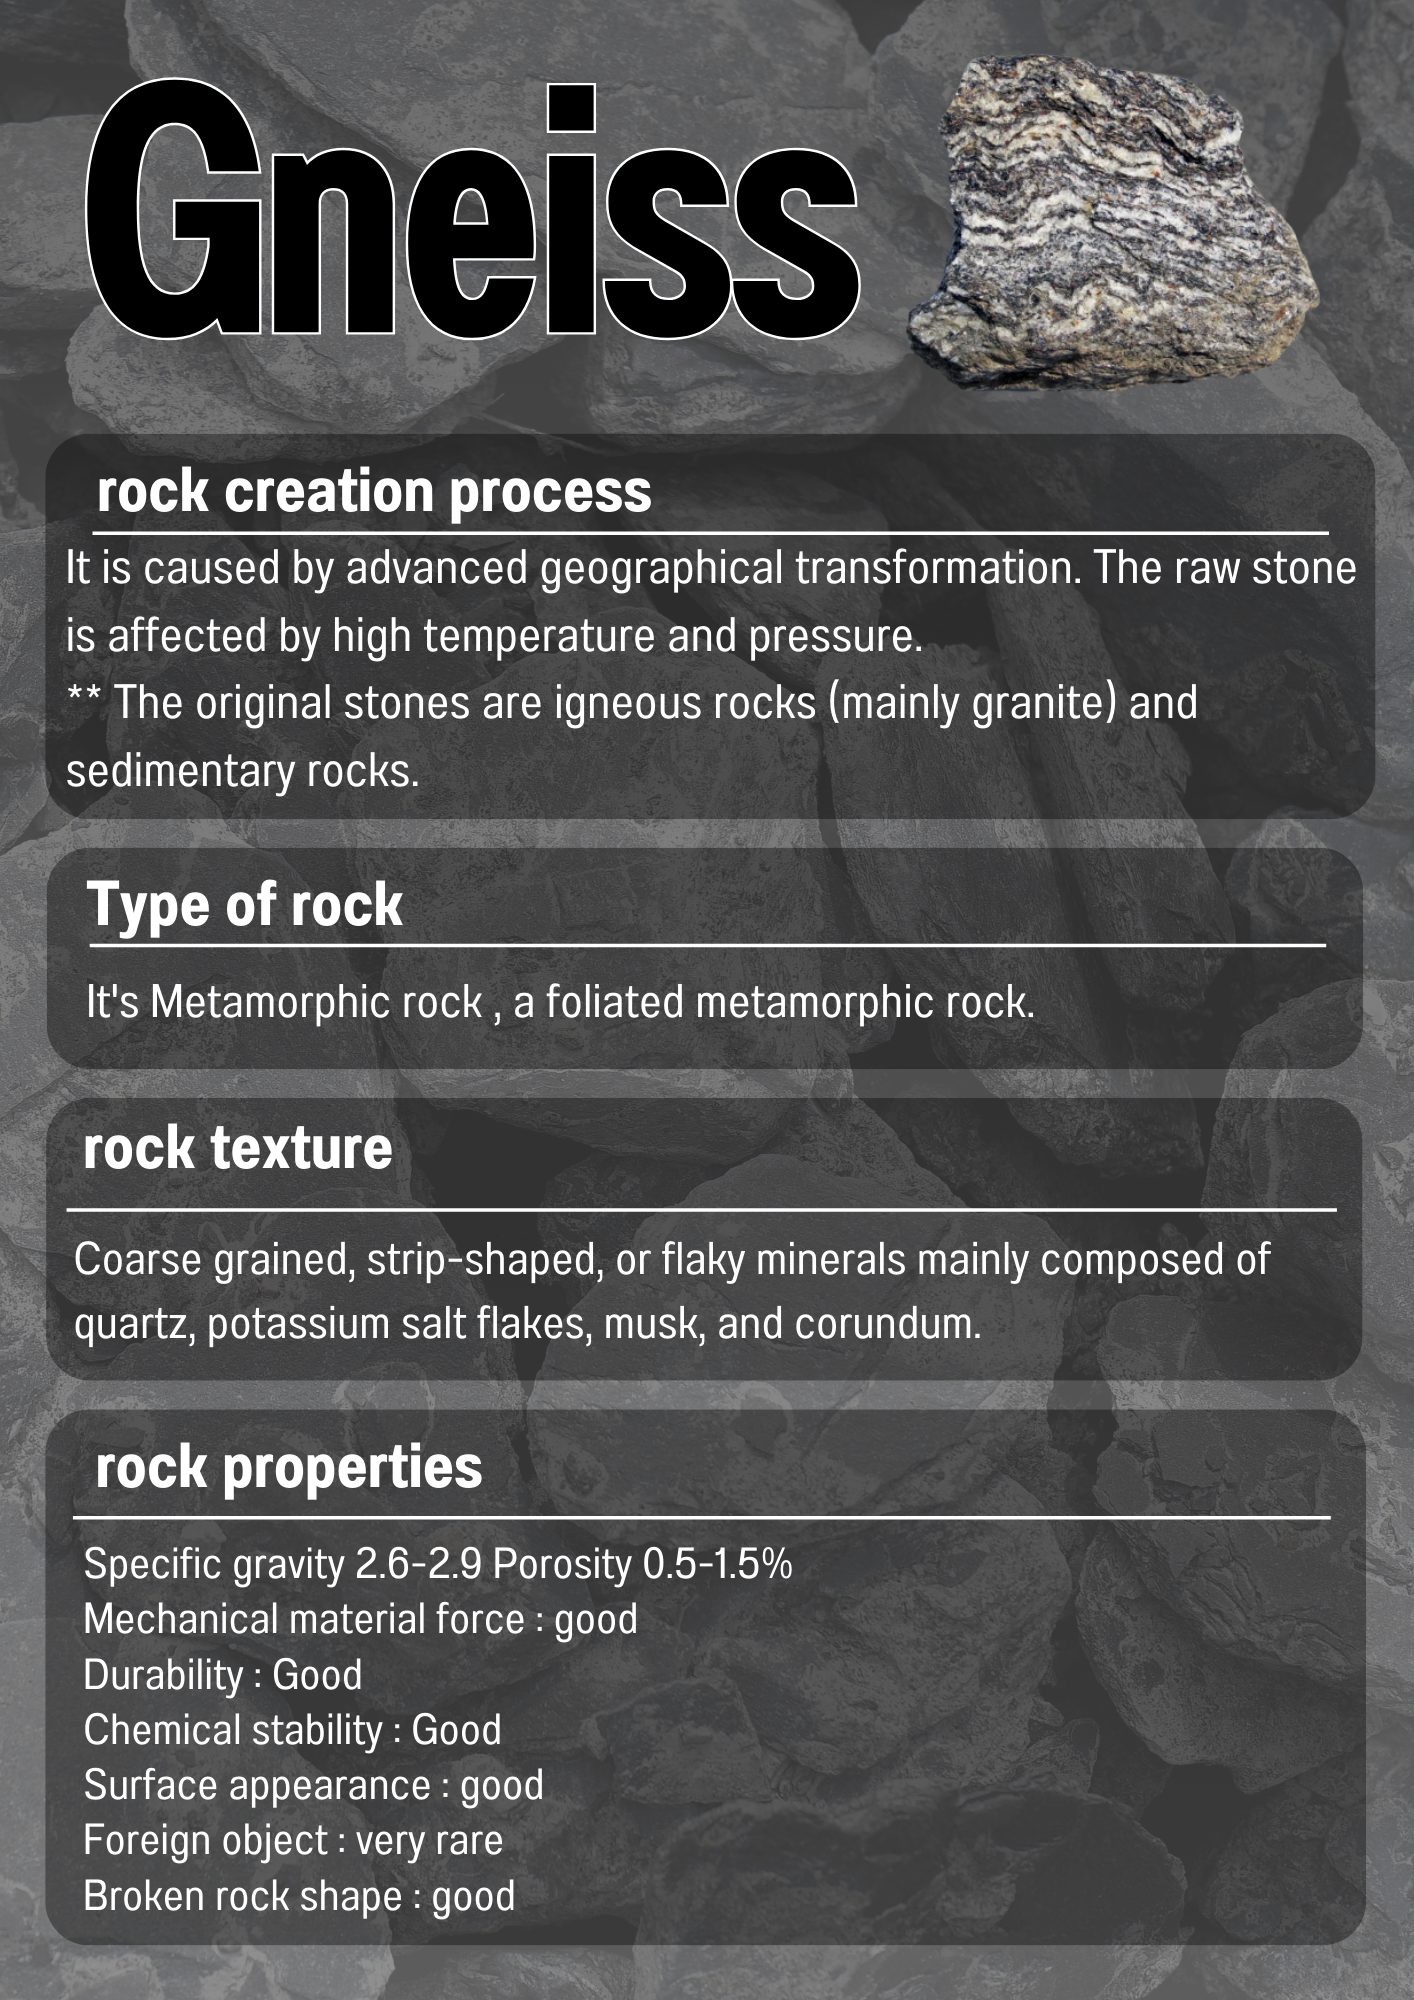 Gneiss
rock creation process
It is caused by advanced geographical transformation. The raw stone
is affected by high temperature and pressure.
** The original stones are igneous rocks (mainly granite) and
sedimentary rocks.
Type of rock
It's Metamorphic rock , a foliated metamorphic rock.
rock texture
Coarse grained, strip-shaped, or flaky minerals mainly composed of
quartz, potassium salt flakes, musk, and corundum.
rock properties
Specific gravity 2.6-2.9 Porosity 0.5-1.5%
Mechanical material force : good
Durability : Good
Chemical stability : Good
Surface appearance : good
Foreign object : very rare
Broken rock shape : good